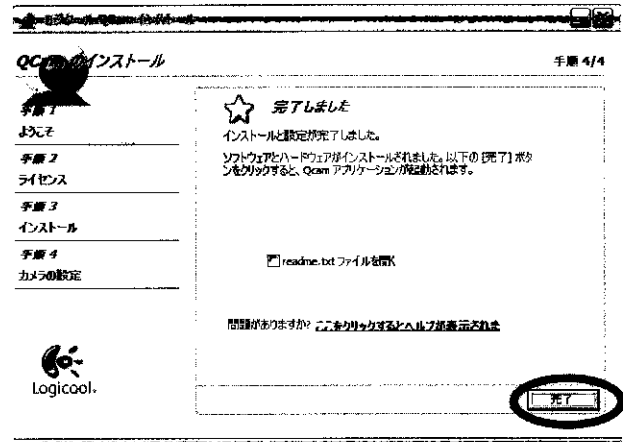 QCam のインストール
手順 4/4
手順 1
ようこそ
手順 2
ライセンス
手順 3
インストール
手順 4
カメラの設定
完了しました
インストールと設定が完了しました。
ソフトウェアとハードウェアがインストールされました。以下の [完了] ボタ
ンをクリックすると、Qcam アプリケーションが起動されます。
readme.txt ファイルを開く
問題がありますか? ここをクリックするとヘルプが表示されま
Logicool.
完了